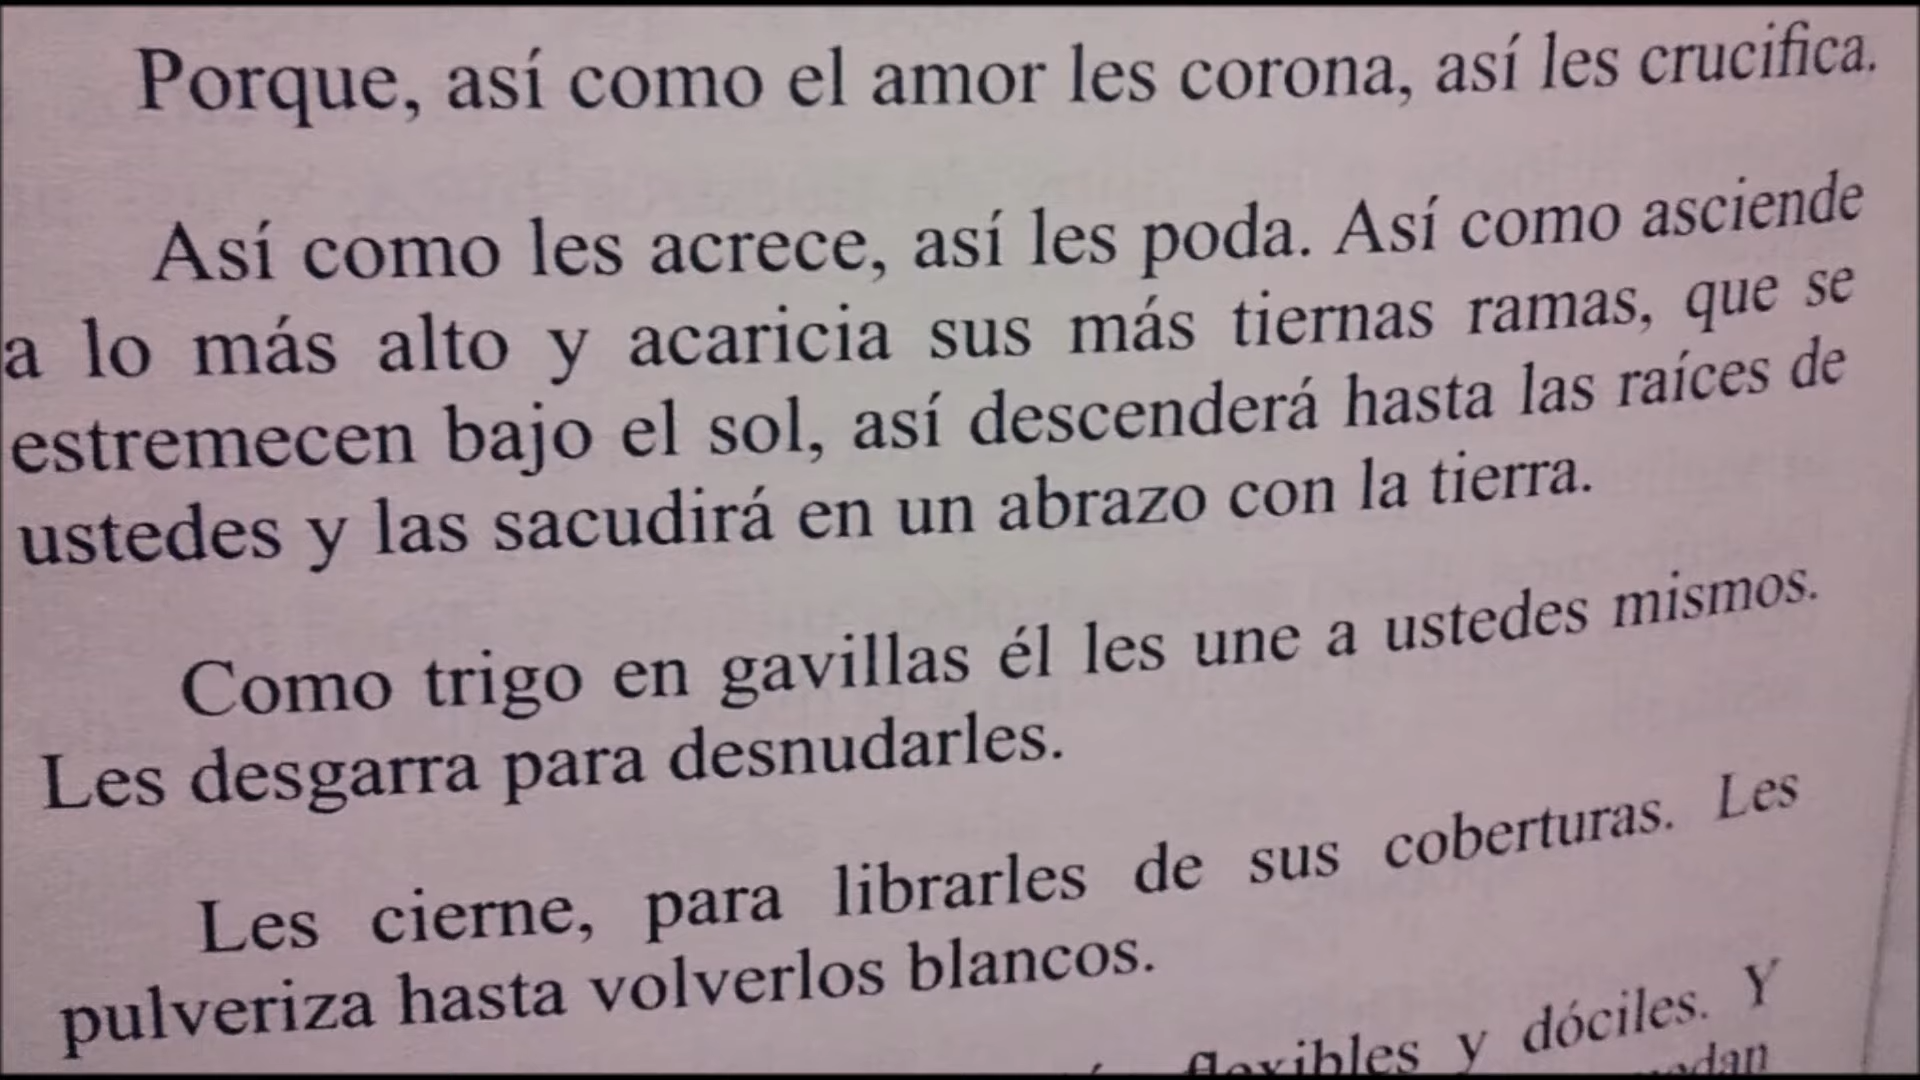 Porque, así como el amor les corona, así les crucifica.
Así como les acrece, así les poda. Así como asciende
a lo más alto y acaricia sus más tiernas ramas, que se
estremecen bajo el sol, así descenderá hasta las raíces de
ustedes y las sacudirá en un abrazo con la tierra.
Como trigo en gavillas él les une a ustedes mismos.
Les desgarra para desnudarles.
Les cierne, para librarles de sus coberturas. Les
pulveriza hasta volverlos blancos.
flexibles y dóciles. Y